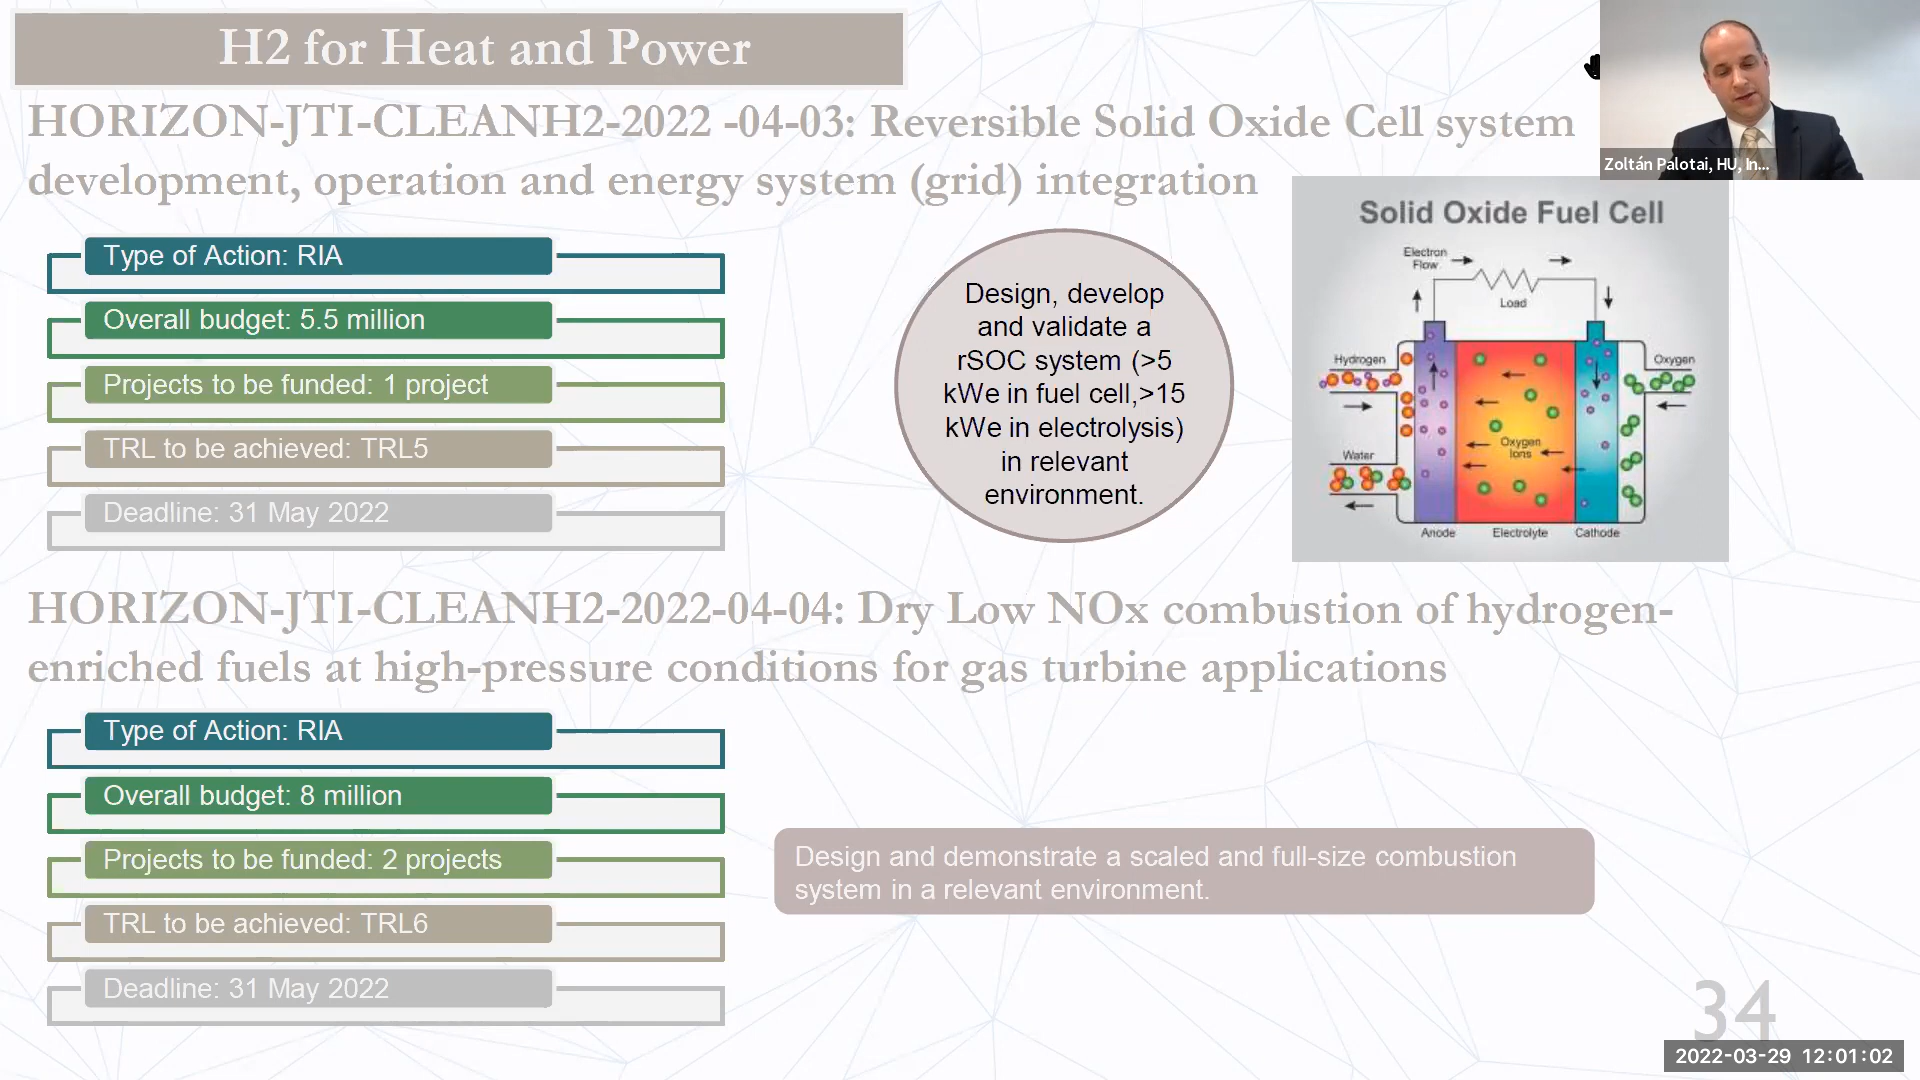 H2 for Heat and Power
HORIZON-JTI-CLEANH2-2022 -04-03: Reversible Solid Oxide Cell system
development, operation and energy system (grid) integration
Zoltán Palotai, HU, In...
Type of Action: RIA
Overall budget: 5.5 million
Projects to be funded: 1 project
TRL to be achieved: TRL5
Deadline: 31 May 2022
Design, develop
and validate a
rSOC system (>5
kWe in fuel cell,>15
kWe in electrolysis)
in relevant
environment.
Solid Oxide Fuel Cell
Electron
Flow
Load
Hydrogen
Oxygen
Oxygen
Ions
Water
Anode
Electrolyte
Cathode
HORIZON-JTI-CLEANH2-2022-04-04: Dry Low NOx combustion of hydrogen-
enriched fuels at high-pressure conditions for gas turbine applications
Type of Action: RIA
Overall budget: 8 million
Projects to be funded: 2 projects
TRL to be achieved: TRL6
Deadline: 31 May 2022
Design and demonstrate a scaled and full-size combustion
system in a relevant environment.
34
2022-03-29 12:01:02